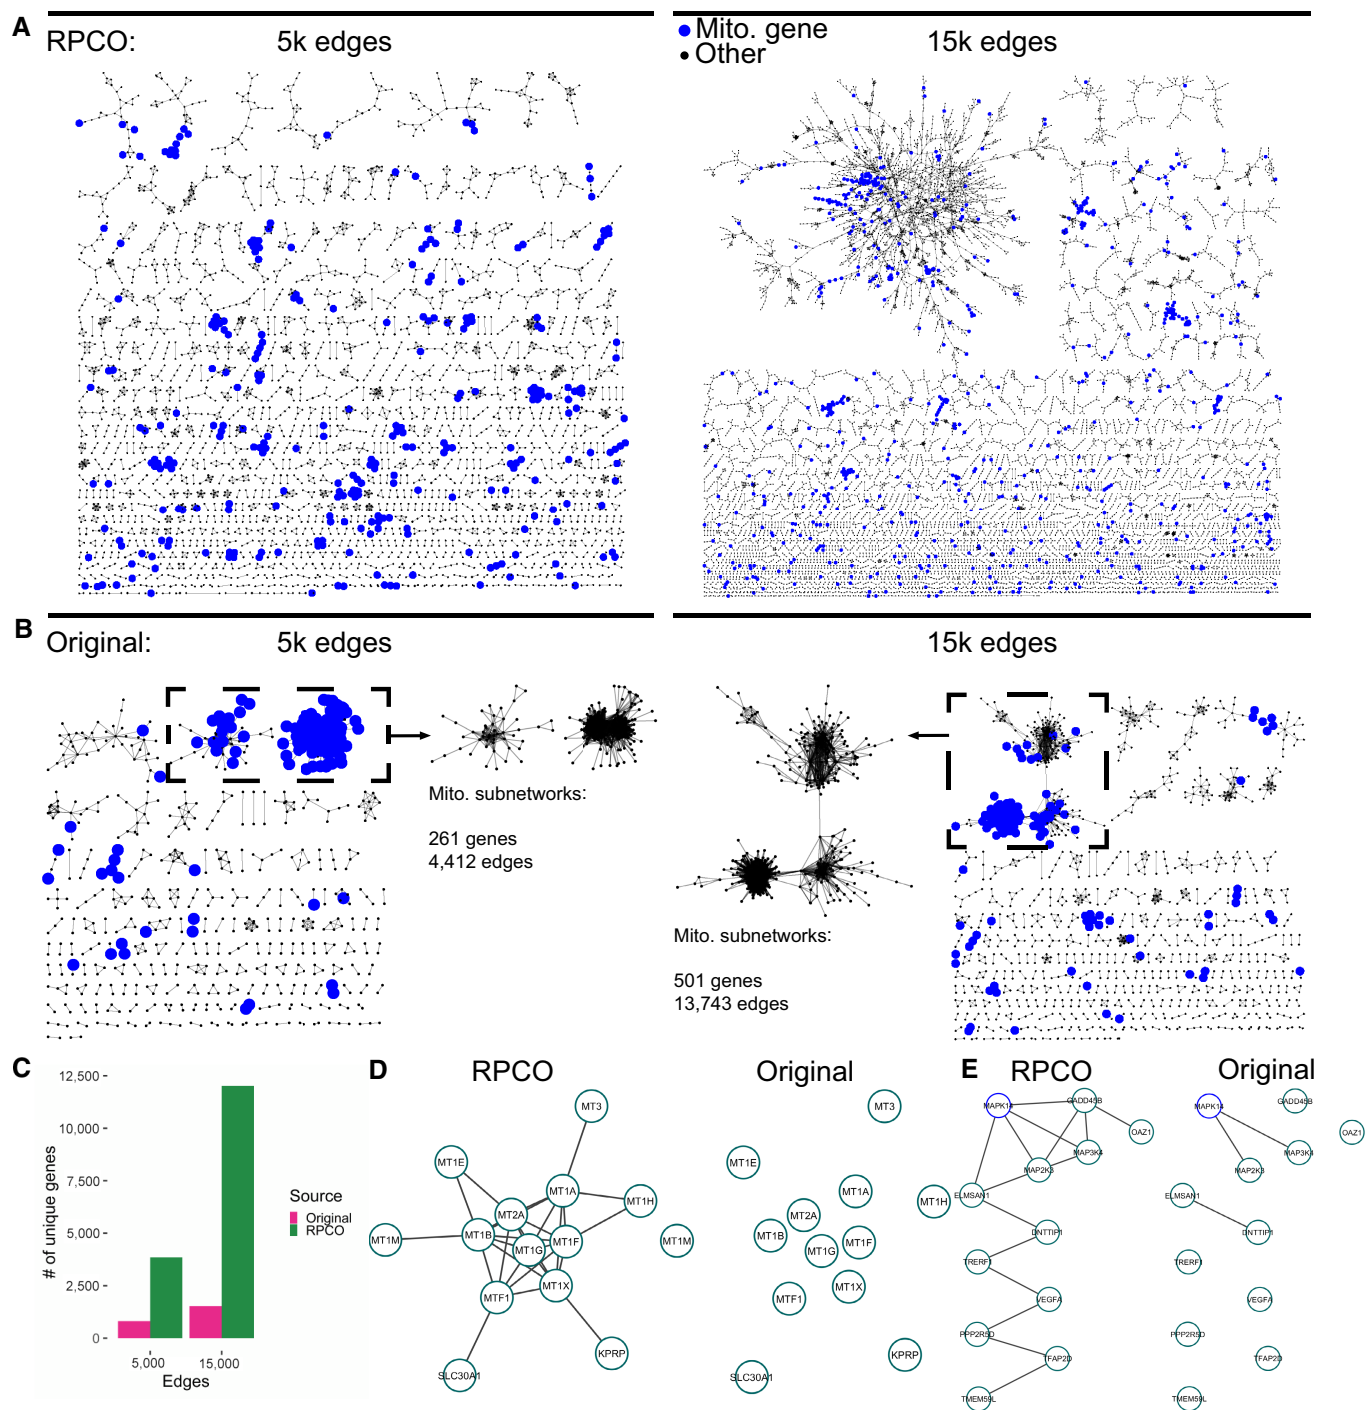 A
RPCO:
5k edges
Mito. gene
Other
15k edges
B
Original:
5k edges
15k edges
Mito. subnetworks:
261 genes
4,412 edges
Mito. subnetworks:
501 genes
13,743 edges
C
12,500
10,000
7,500
5,000
2,500
0
# of unique genes
5,000
15,000
Edges
Source
Original
RPCO
D
RPCO
Original
MT3
MT1E
MT1A
MT1H
MT2A
MT1M
MT1B
MT1F
MT1G
MT1X
MTF1
KPRP
SLC30A1
MT3
MT1E
MT1A
MT1H
MT2A
MT1M
MT1B
MT1F
MT1G
MT1X
MTF1
KPRP
SLC30A1
E
RPCO
Original
MAPK14
GADD45B
OAZ1
MAP3K4
MAP2K3
ELMSAN1
DNTTIP1
TRERF1
VEGFA
PPP2R5D
TFAP2D
TMEM59L
MAPK14
GADD45B
OAZ1
MAP3K4
MAP2K3
ELMSAN1
DNTTIP1
TRERF1
VEGFA
PPP2R5D
TFAP2D
TMEM59L